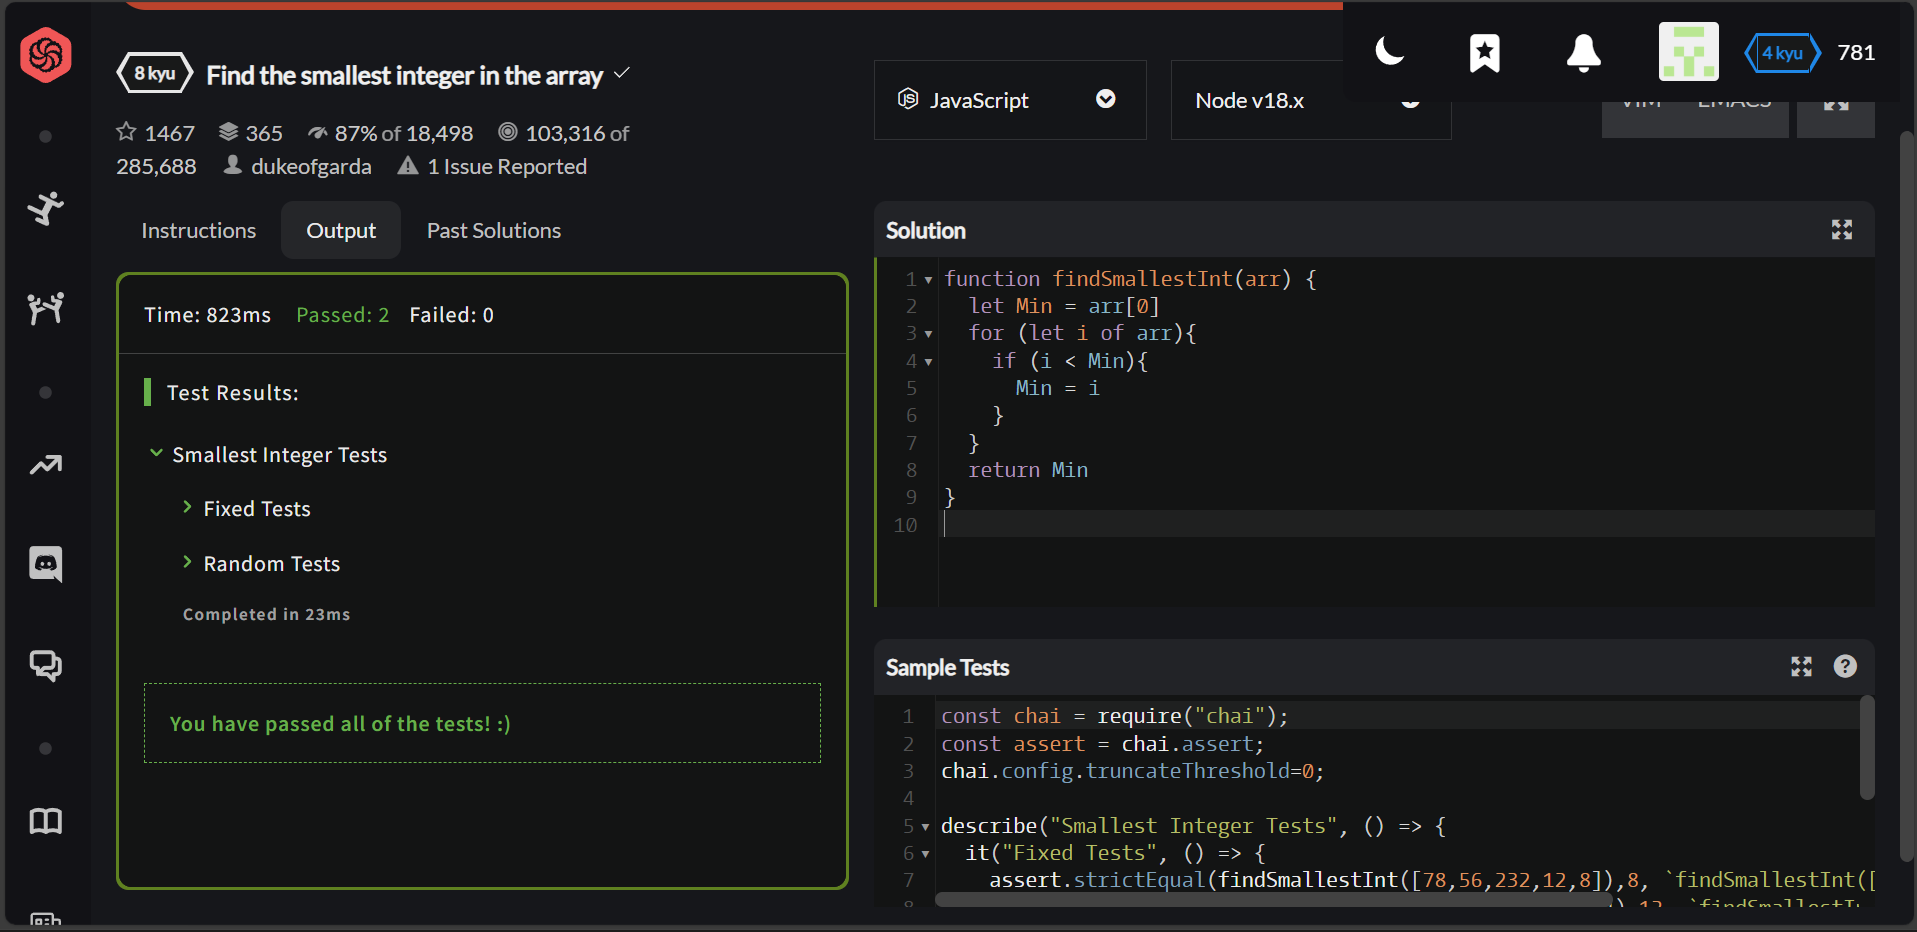 8 kyu Find the smallest integer in the array
1467 365 87% of 18,498 103,316 of
285,688 dukeofgarda 1 Issue Reported
Instructions Output Past Solutions
Time: 823ms Passed: 2 Failed: 0
Test Results:
Smallest Integer Tests
Fixed Tests
Random Tests
Completed in 23ms
You have passed all of the tests! :)
4 kyu 781
JavaScript
Node v18.x
VIM EMACS
Solution
1 function findSmallestInt(arr) {
2   let Min = arr[0]
3   for (let i of arr){
4     if (i < Min){
5       Min = i
6     }
7   }
8   return Min
9 }
10
Sample Tests
1 const chai = require("chai");
2 const assert = chai.assert;
3 chai.config.truncateThreshold=0;
4
5 describe("Smallest Integer Tests", () => {
6   it("Fixed Tests", () => {
7     assert.strictEqual(findSmallestInt([78,56,232,12,8]),8, `findSmallestInt([